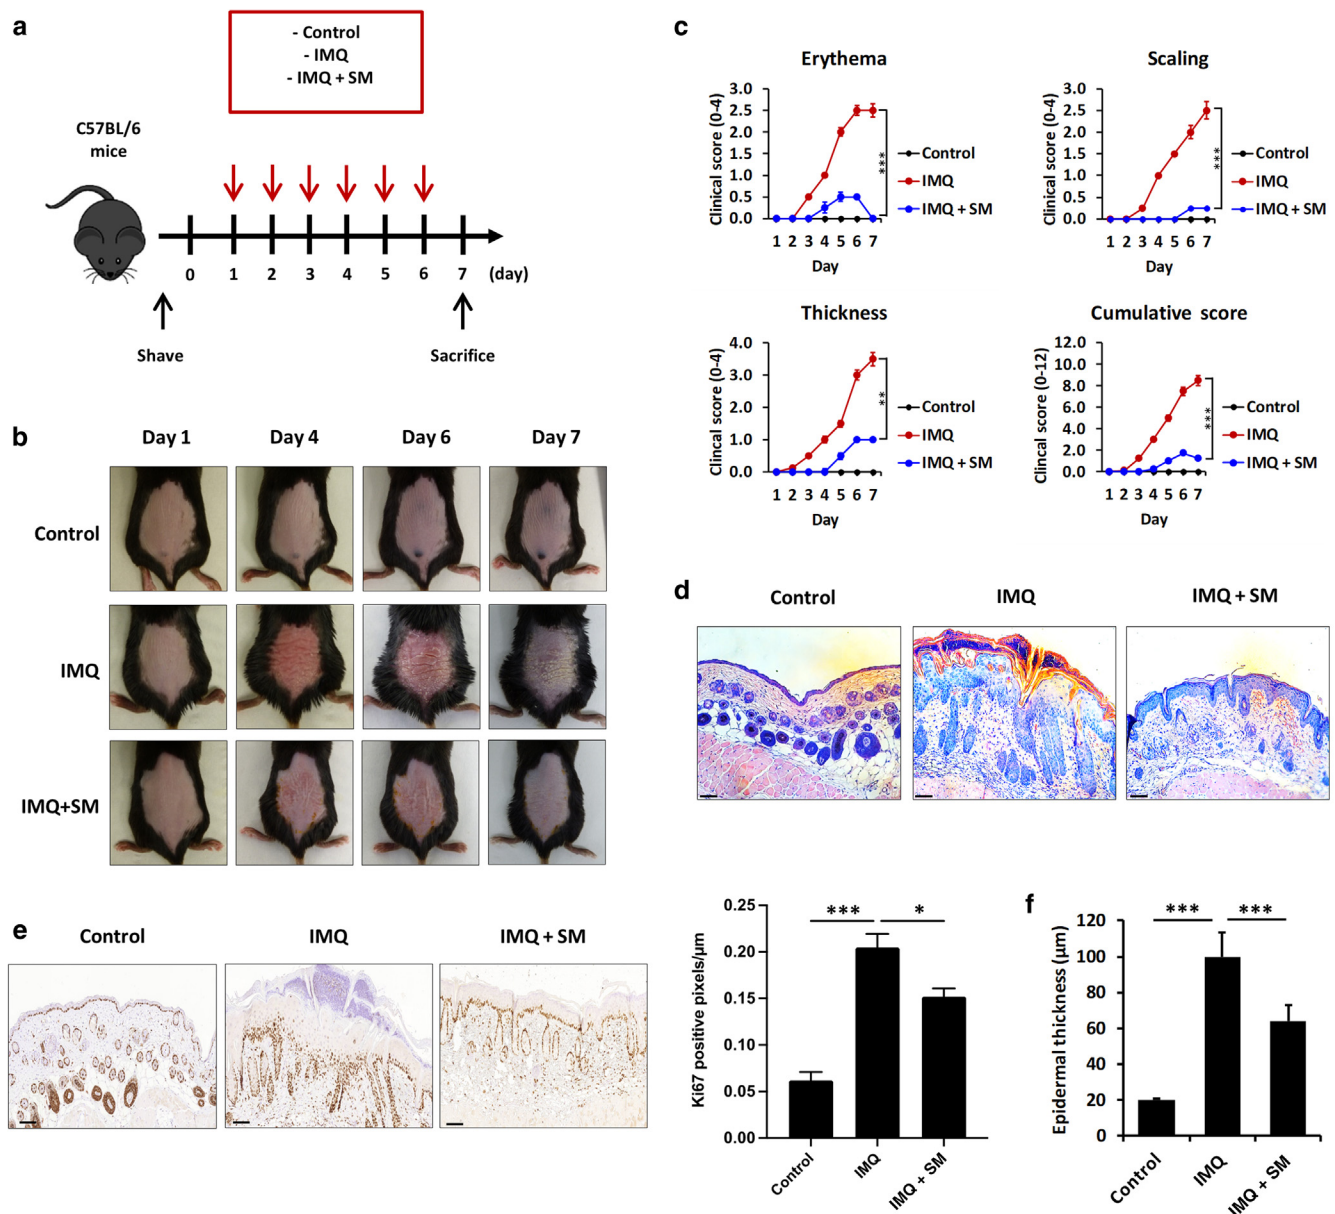 a
- Control
- IMQ
- IMQ + SM
C57BL/6
mice
0 1 2 3 4 5 6 7 (day)
Shave
Sacrifice
b
Day 1 Day 4 Day 6 Day 7
Control
IMQ
IMQ+SM
c
Erythema
Clinical score (0-4)
3.0
2.5
2.0
1.5
1.0
0.5
0.0
1 2 3 4 5 6 7
Day
***
Control
IMQ
IMQ + SM
Scaling
Clinical score (0-4)
3.0
2.5
2.0
1.5
1.0
0.5
0.0
1 2 3 4 5 6 7
Day
***
Control
IMQ
IMQ + SM
Thickness
Clincal score (0-4)
4.0
3.0
2.0
1.0
0.0
1 2 3 4 5 6 7
Day
**
Control
IMQ
IMQ + SM
Cumulative score
Clinical score (0-12)
12.0
10.0
8.0
6.0
4.0
2.0
0.0
1 2 3 4 5 6 7
Day
***
Control
IMQ
IMQ + SM
d
Control IMQ IMQ + SM
e
Control IMQ IMQ + SM
Ki67 positive pixels/µm
0.25
0.20
0.15
0.10
0.05
0.00
*** *
Control IMQ IMQ + SM
f
Epidermal thickness (µm)
120
100
80
60
40
20
0
*** ***
Control IMQ IMQ + SM